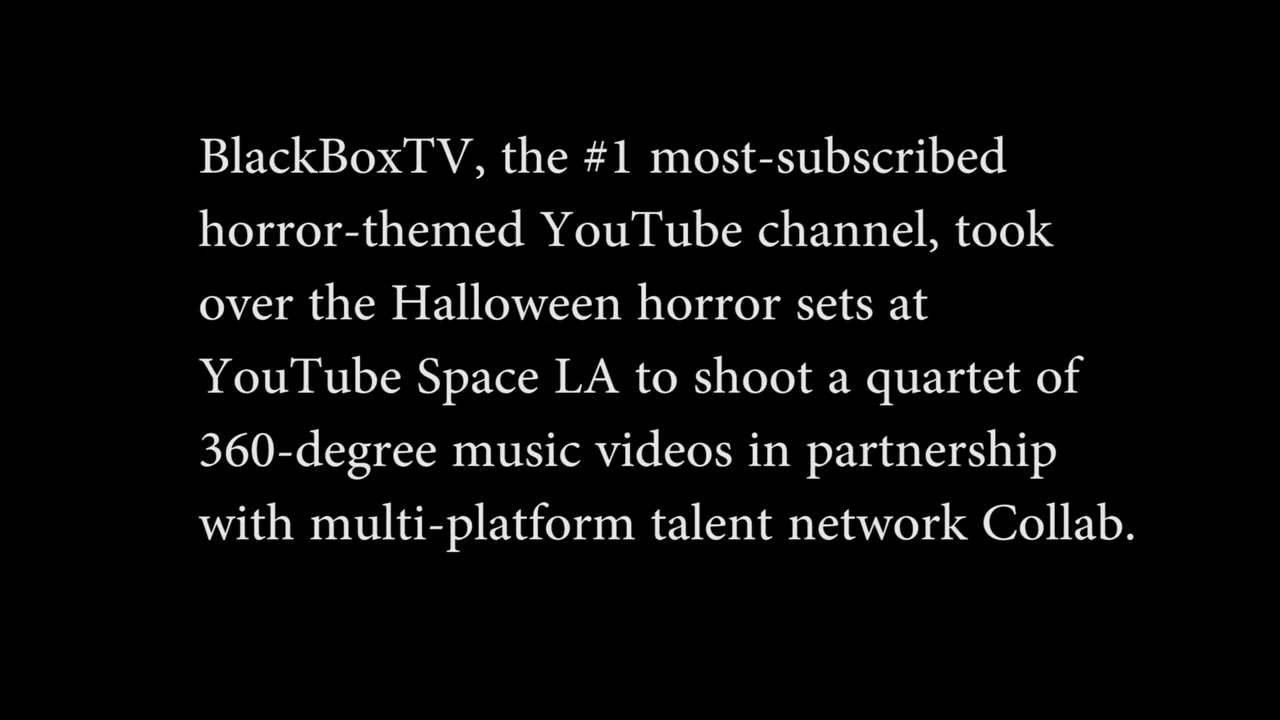 BlackBoxTV, the #1 most-subscribed
horror-themed YouTube channel, took
over the Halloween horror sets at
YouTube Space LA to shoot a quartet of
360-degree music videos in partnership
with multi-platform talent network Collab.